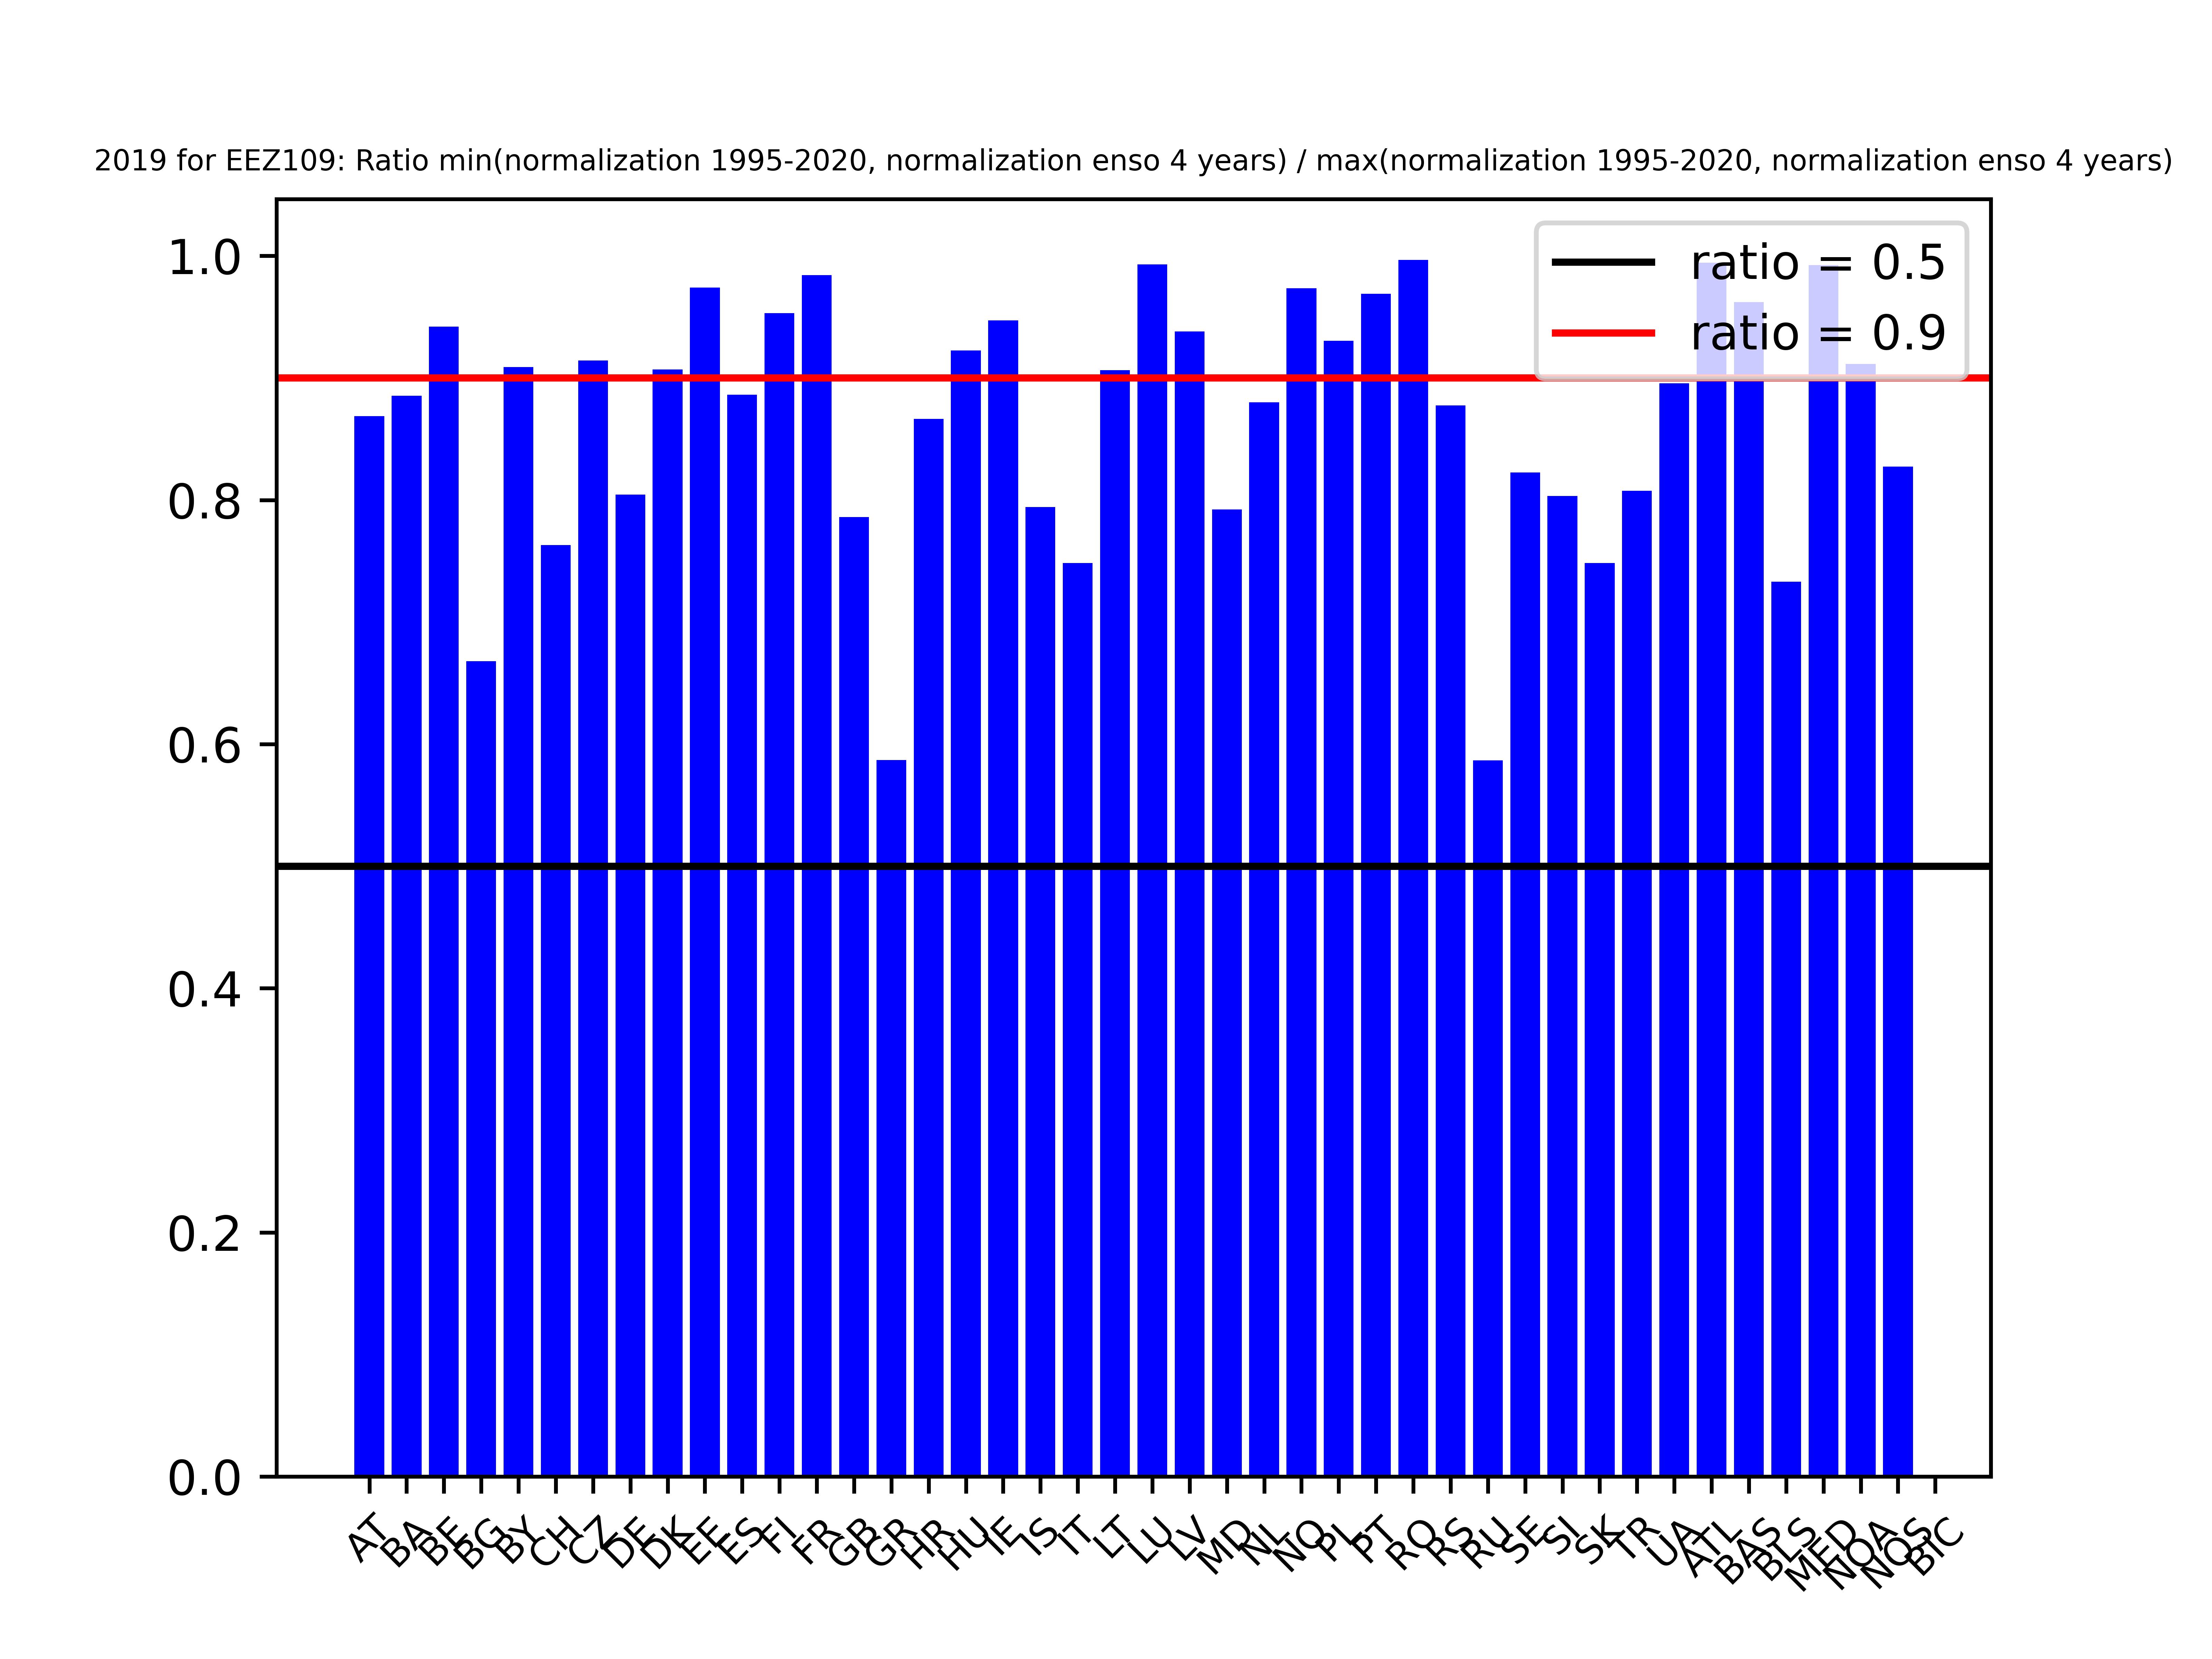 2019 for EEZ109: Ratio min(normalization 1995-2020, normalization enso 4 years) / max(normalization 1995-2020, normalization enso 4 years)
ratio = 0.5
ratio = 0.9
1.0
0.8
0.6
0.4
0.2
0.0
AT BA BE BG BY CH CZ DE DK EE ES FI FR GB GR HR HU IE IS IT LT LU LV MD NL NO PL PT RO RS RU SE SI SK TR UA ATL BAS BLS MED NOA NOS BIC